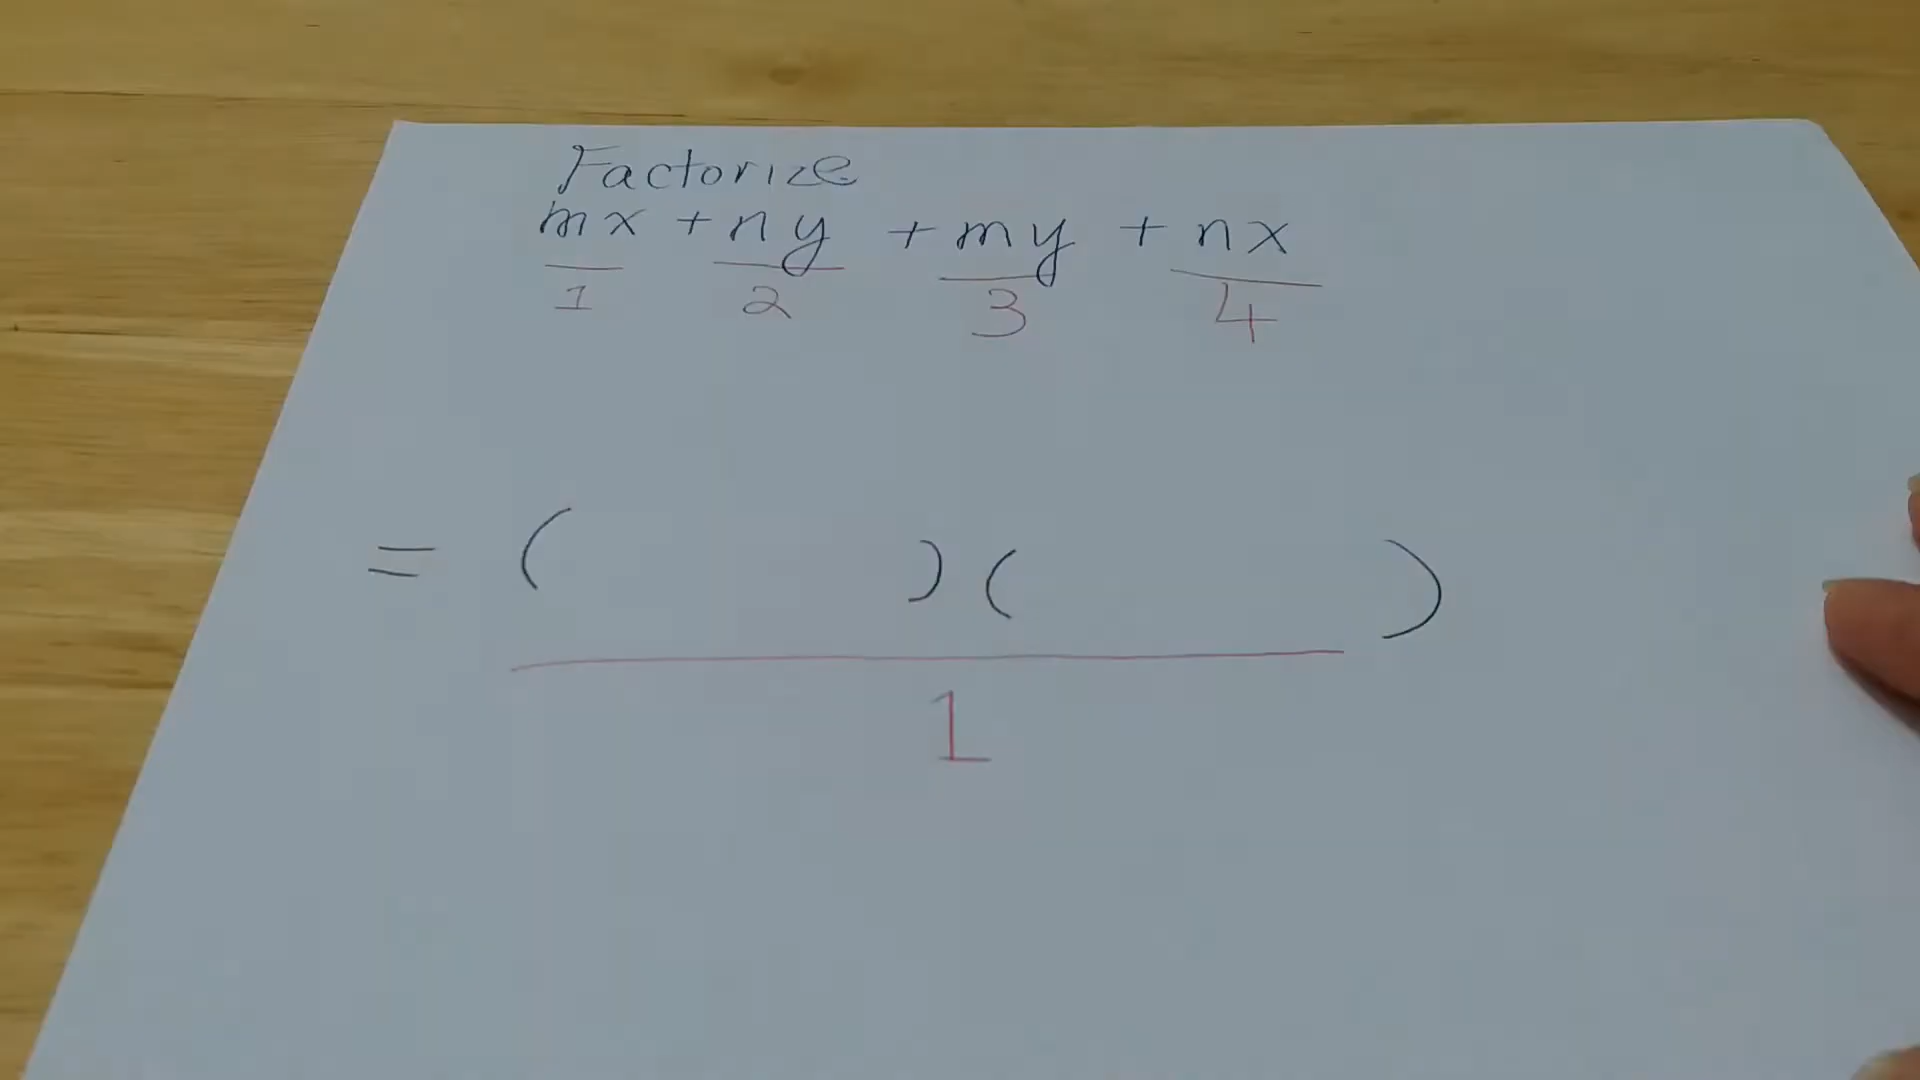 Factorize
mx + ny + my + nx
1 2 3 4
= ( ) ( )
1